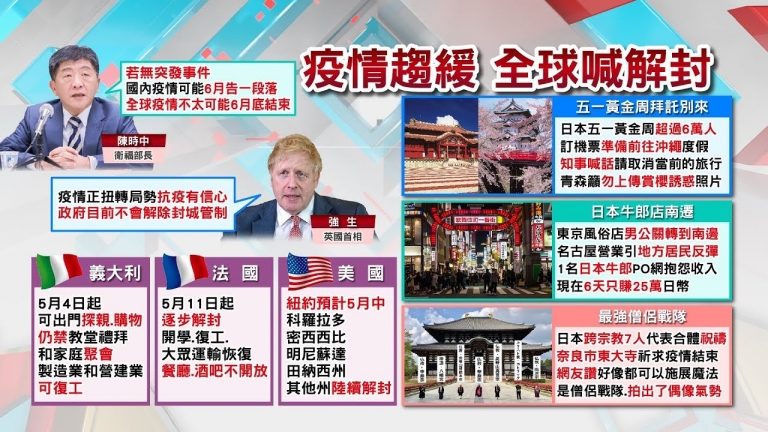 疫情趨緩 全球喊解封
若無突發事件
國內疫情可能6月告一段落
全球疫情不太可能6月底結束
陳時中
衛福部長
疫情正扭轉局勢抗疫有信心
政府目前不會解除封城管制
強生
英國首相
義大利
5月4日起
可出門探親.購物
仍禁教堂禮拜
和家庭聚會
製造業和營建業
可復工
法國
5月11日起
逐步解封
開學.復工.
大眾運輸恢復
餐廳.酒吧不開放
美國
紐約預計5月中
科羅拉多
密西西比
明尼蘇達
田納西州
其他州陸續解封
五一黃金周拜託別來
日本五一黃金周超過6萬人
訂機票準備前往沖繩度假
知事喊話請取消當前的旅行
青森籲勿上傳賞櫻誘惑照片
日本牛郎店南遷
東京風俗店男公關轉到南邊
名古屋營業引地方居民反彈
1名日本牛郎PO網抱怨收入
現在6天只賺25萬日幣
歌舞伎町一番街
最強僧侶戰隊
日本跨宗教7人代表合體祝禱
奈良市東大寺祈求疫情結束
網友讚好像都可以施展魔法
是僧侶戰隊.拍出了偶像氣勢